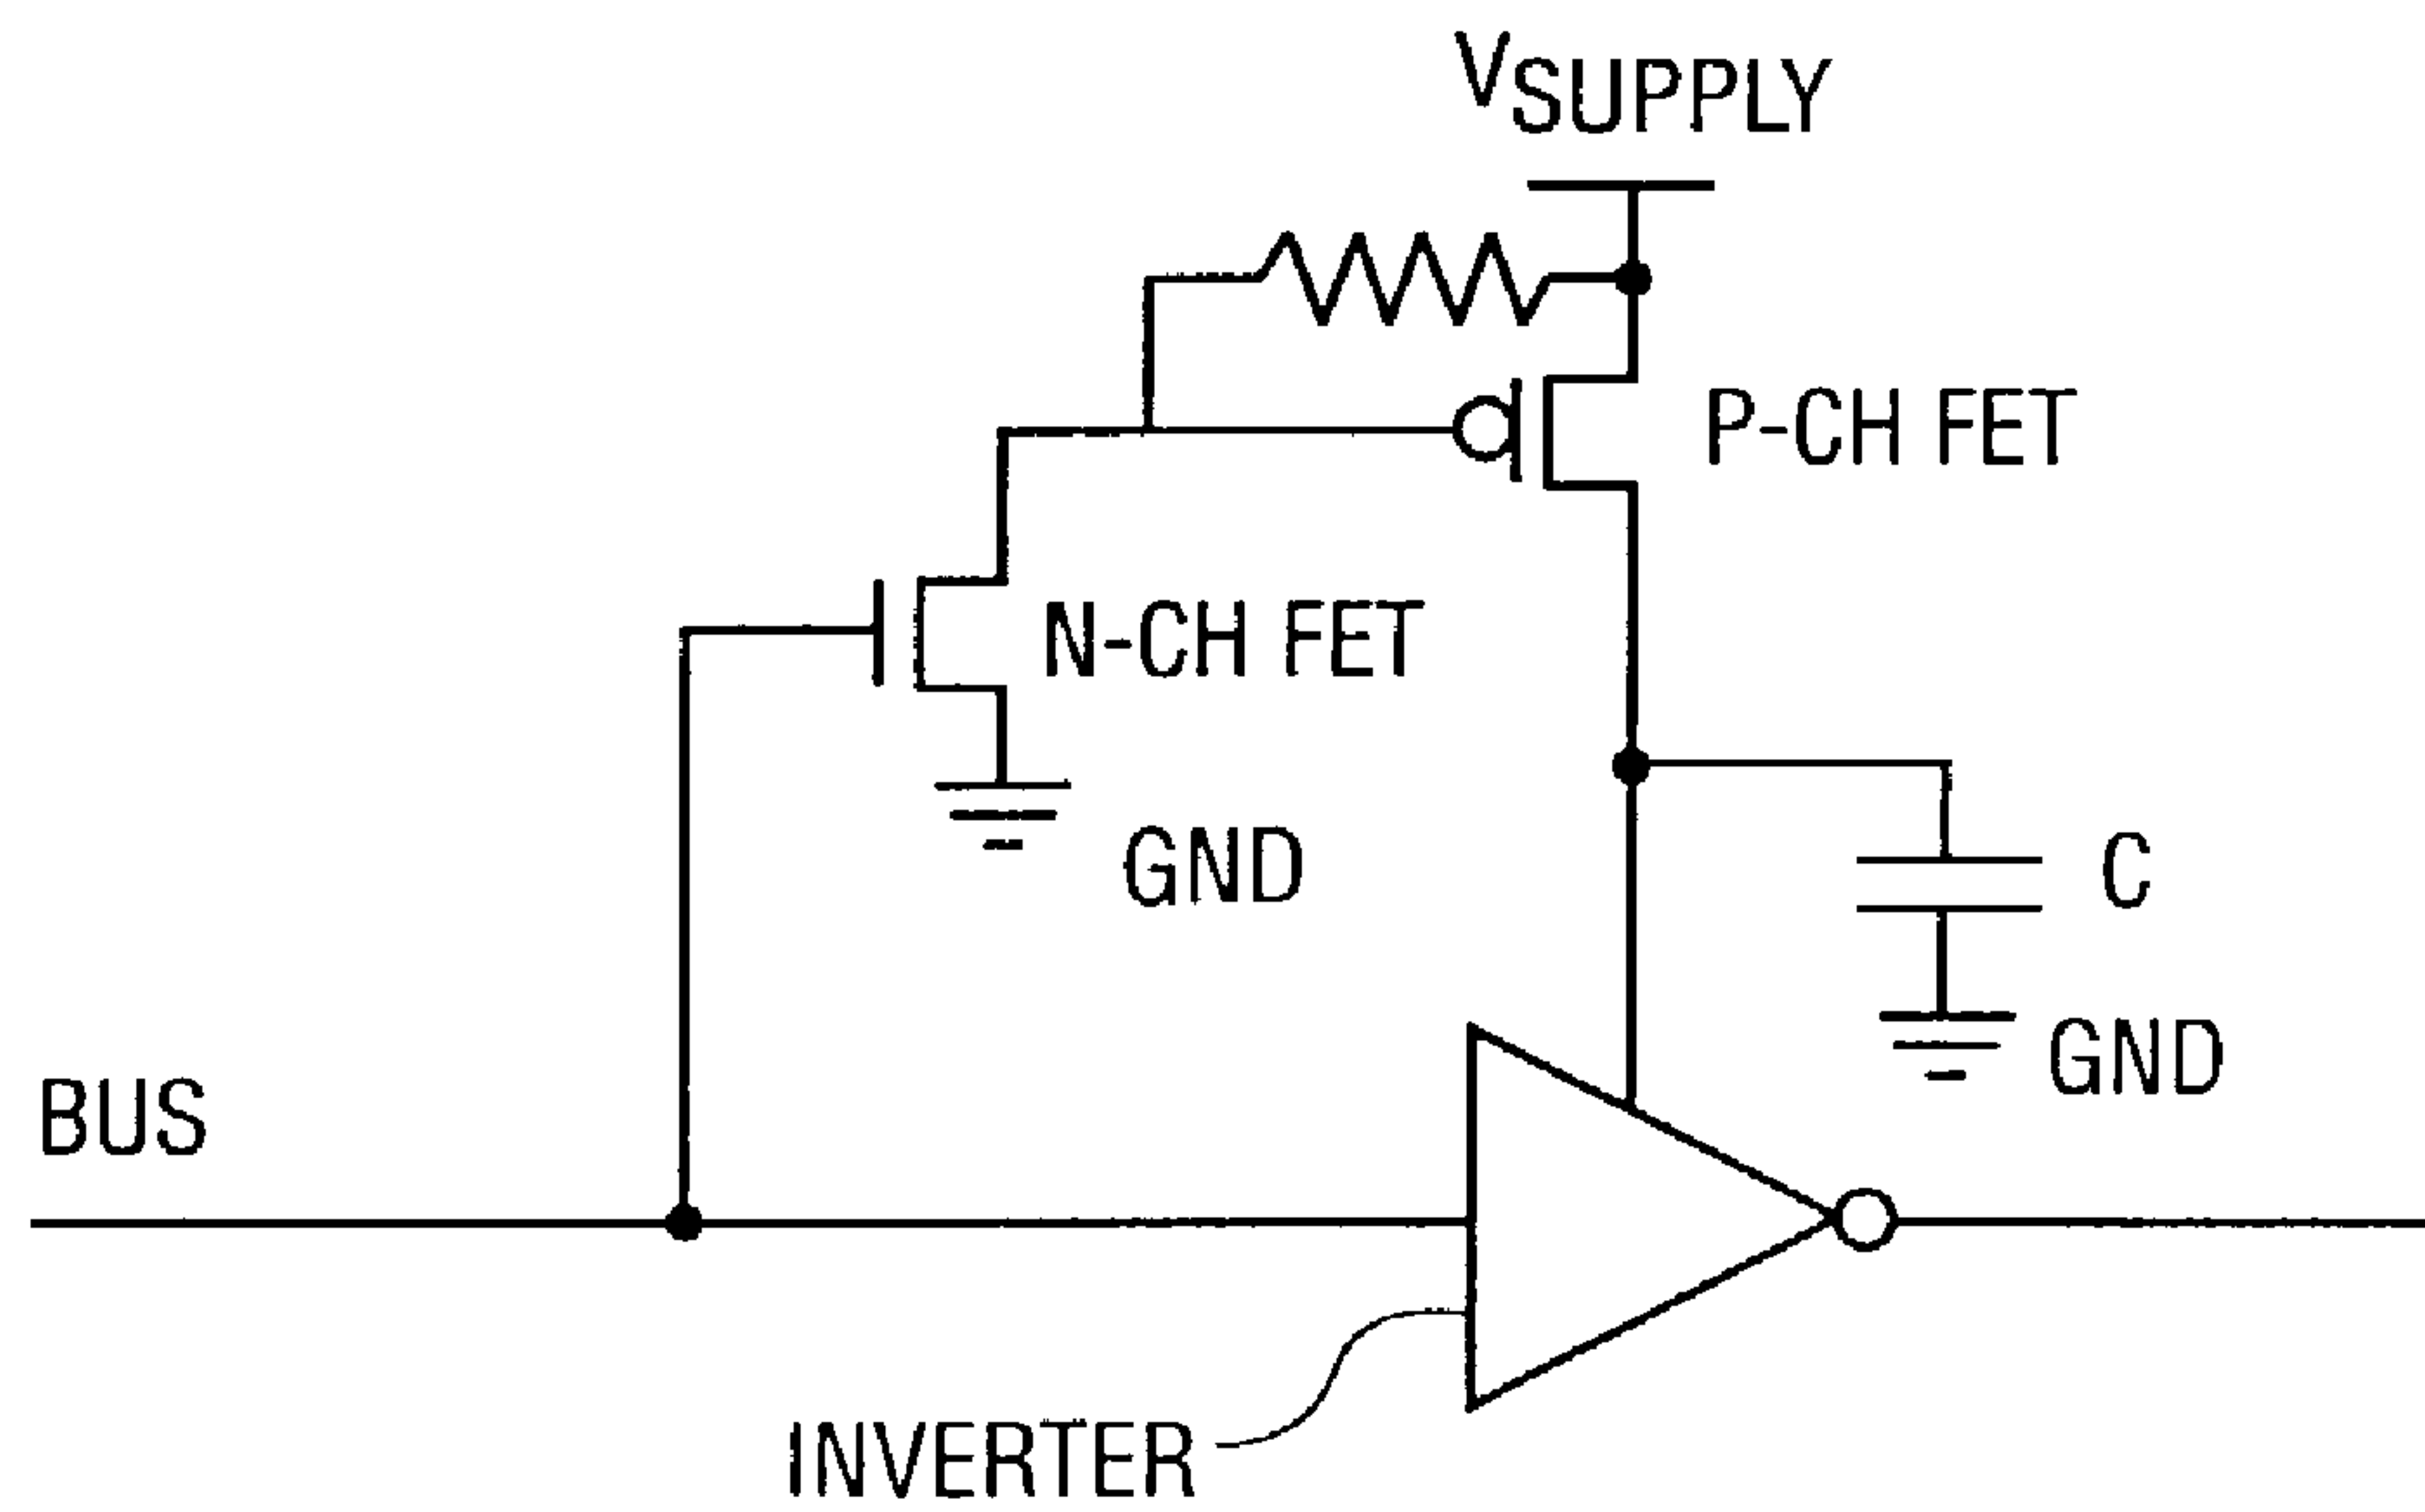 VSUPPLY
P-CH FET
N-CH FET
GND
C
GND
BUS
INVERTER